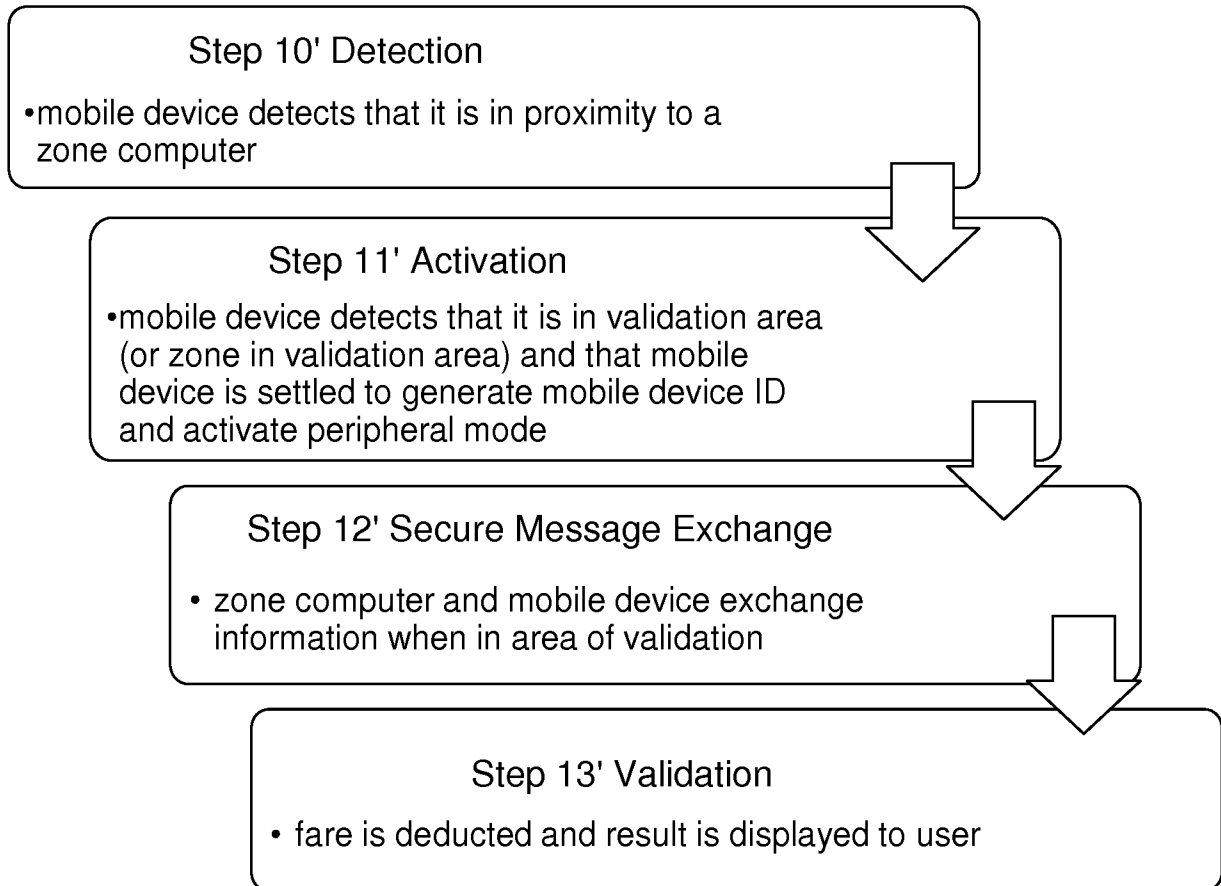 Step 10' Detection
•mobile device detects that it is in proximity to a
zone computer
Step 11' Activation
•mobile device detects that it is in validation area
(or zone in validation area) and that mobile
device is settled to generate mobile device ID
and activate peripheral mode
Step 12' Secure Message Exchange
• zone computer and mobile device exchange
information when in area of validation
Step 13' Validation
• fare is deducted and result is displayed to user